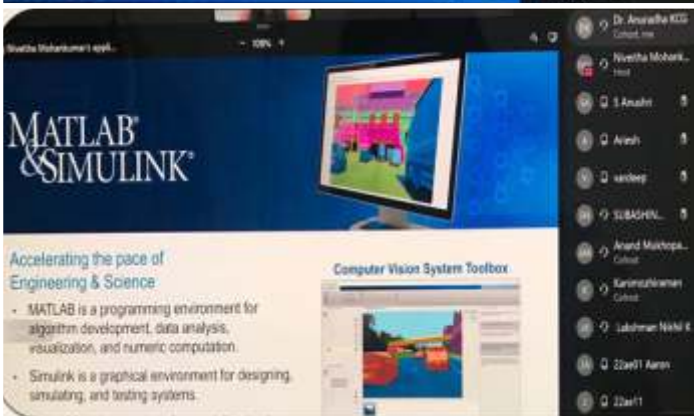 Nivetha Mohankumar's appli...
- 100% +
MATLAB®
&SIMULINK®
Accelerating the pace of
Engineering & Science
• MATLAB is a programming environment for
algorithm development, data analysis,
visualization, and numeric computation.
• Simulink is a graphical environment for designing,
simulating, and testing systems.
Computer Vision System Toolbox
Dr. Anuradha KCG
Cohost, me
Nivetha Mohank...
Host
S Anushri
Ariesh
sandeep
SUBASHIN...
Anand Mukhopa...
Cohost
Kanimozhiraman
Cohost
Lakshman Nikhil K
22ae01 Aaron
22ae11